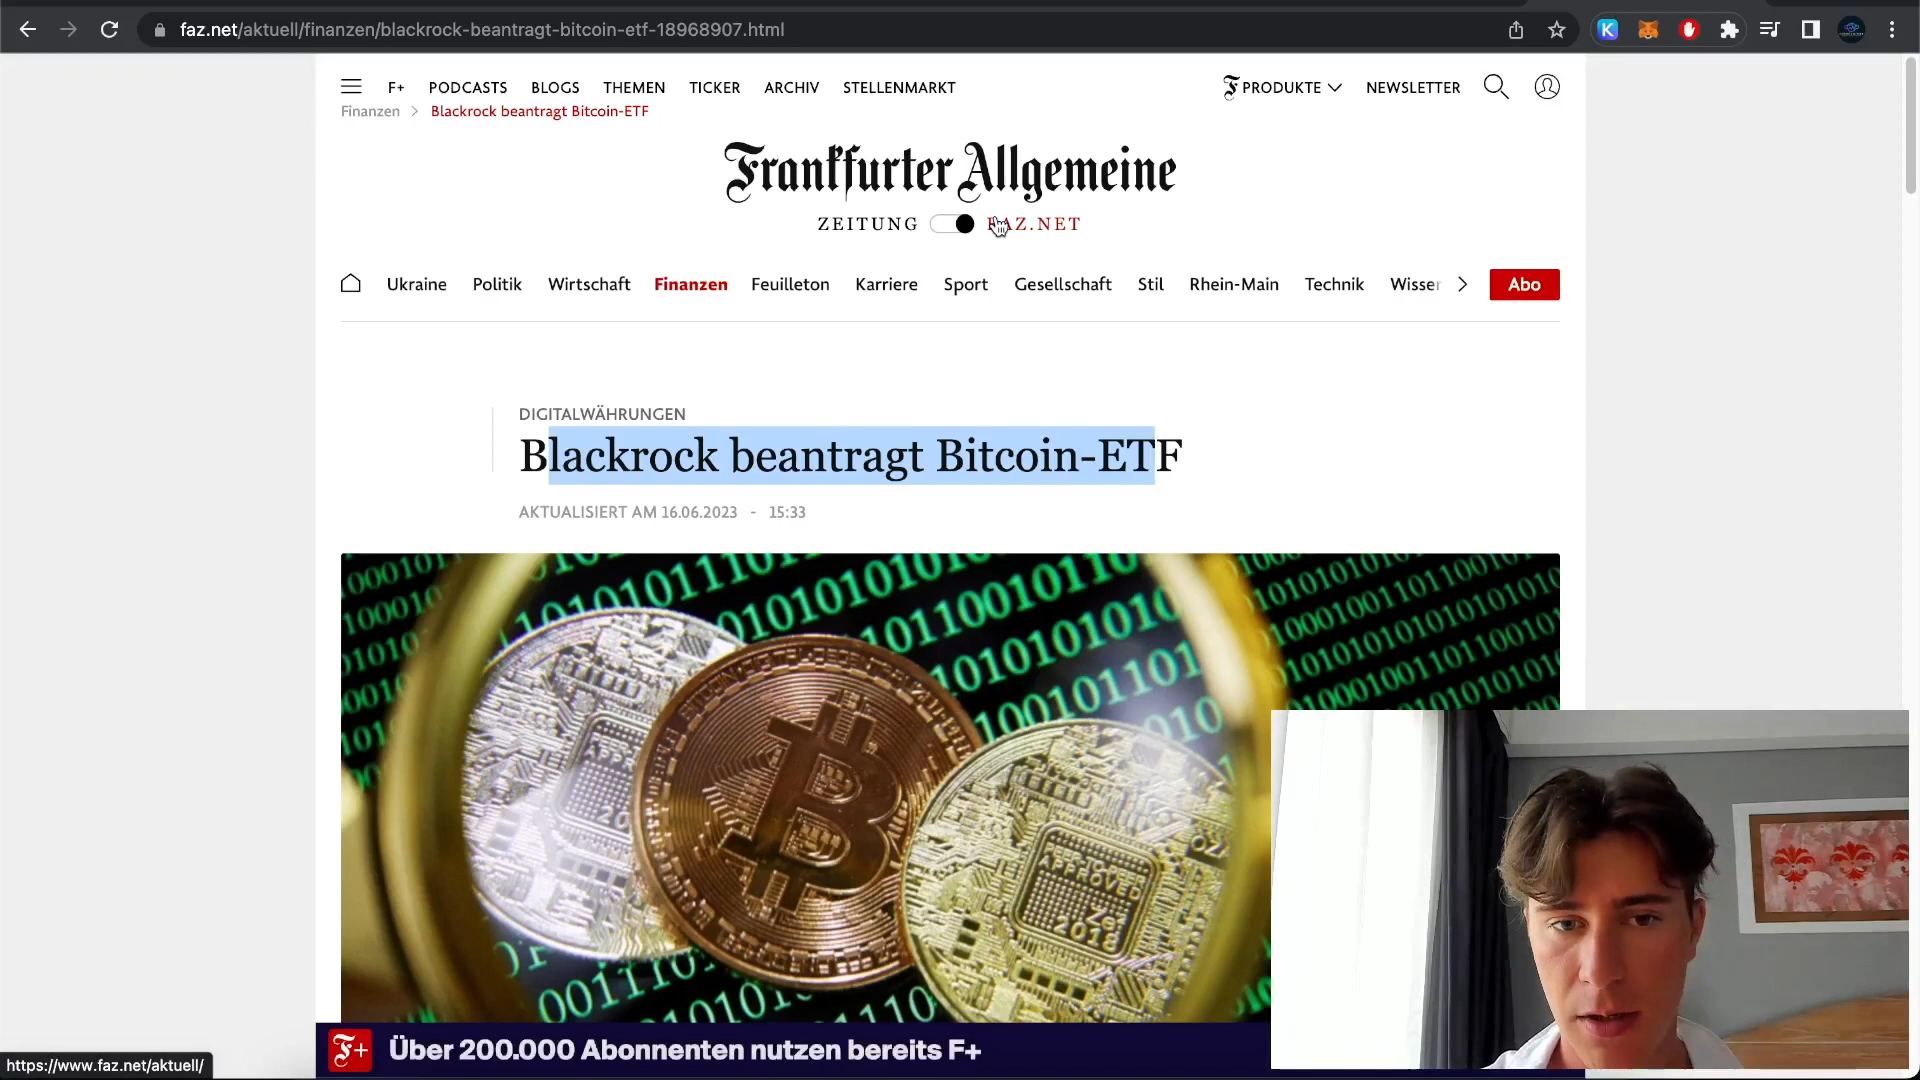 faz.net/aktuell/finanzen/blackrock-beantragt-bitcoin-etf-18968907.html
F+ PODCASTS BLOGS THEMEN TICKER ARCHIV STELLENMARKT PRODUKTE NEWSLETTER
Finanzen > Blackrock beantragt Bitcoin-ETF
Frankfurter Allgemeine
ZEITUNG FAZ.NET
Ukraine Politik Wirtschaft Finanzen Feuilleton Karriere Sport Gesellschaft Stil Rhein-Main Technik Wissen Abo
DIGITALWÄHRUNGEN
Blackrock beantragt Bitcoin-ETF
AKTUALISIERT AM 16.06.2023 - 15:33
F+ Über 200.000 Abonnenten nutzen bereits F+
https://www.faz.net/aktuell/